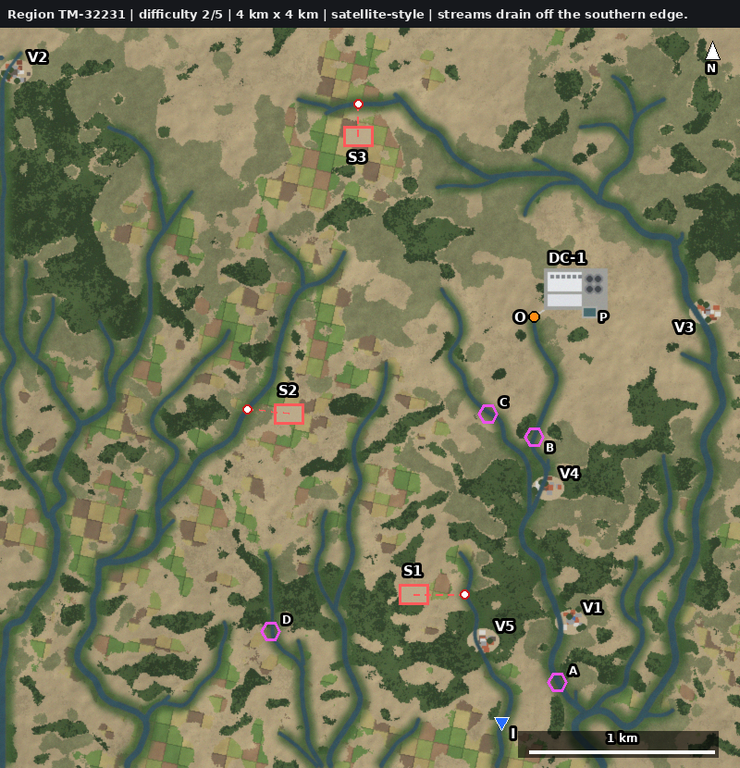 Region TM-32231 | difficulty 2/5 | 4 km x 4 km | satellite-style | streams drain off the southern edge.
V2
N
S3
DC-1
O
P
V3
S2
C
B
V4
S1
V1
D
V5
A
I
1 km